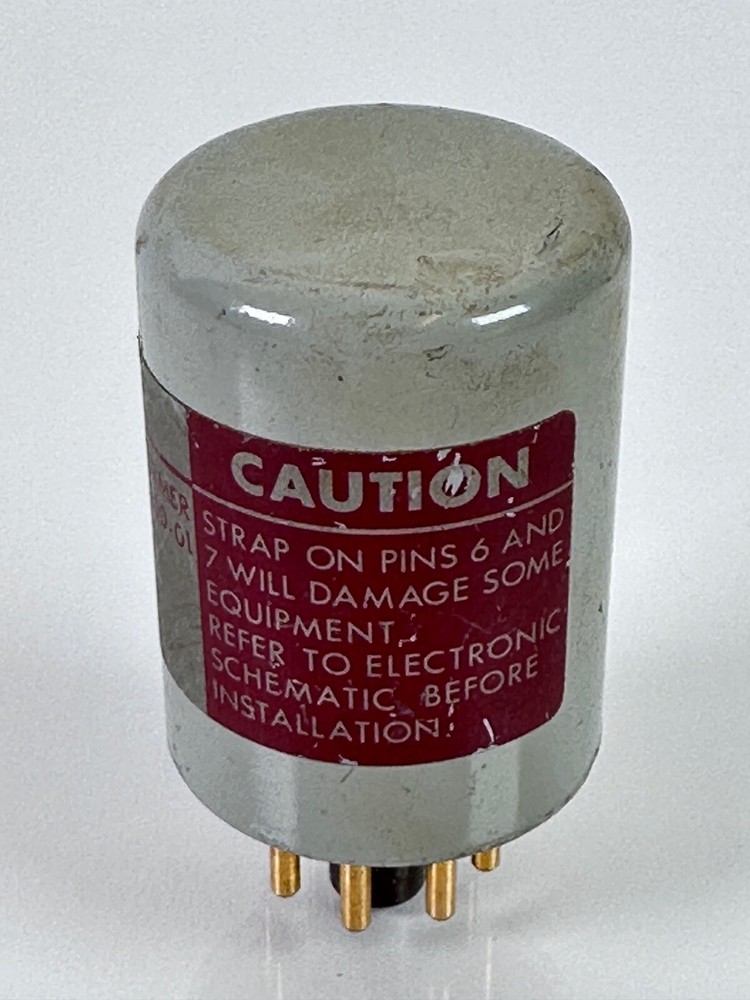 CAUTION
STRAP ON PINS 6 AND
7 WILL DAMAGE SOME
EQUIPMENT.
REFER TO ELECTRONIC
SCHEMATIC BEFORE
INSTALLATION.